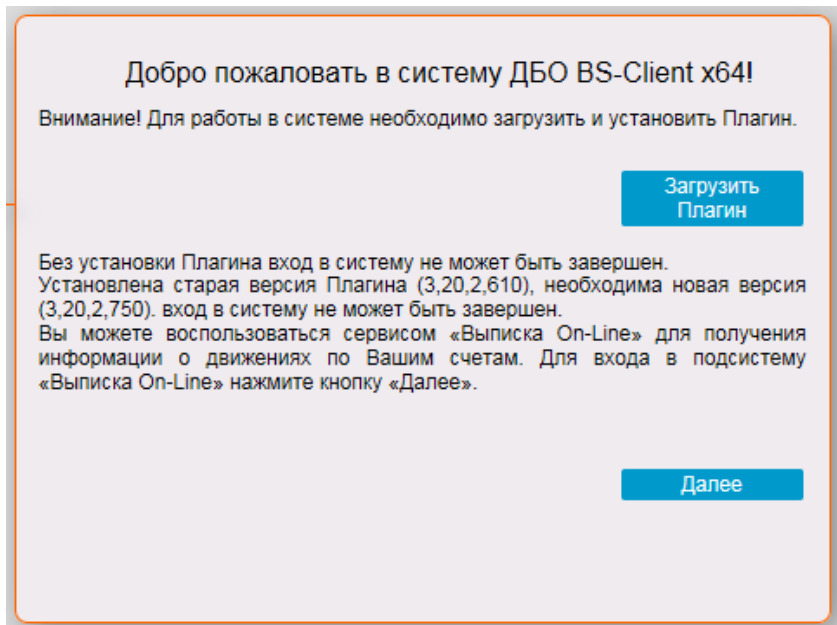 Добро пожаловать в систему ДБО BS-Client x64!
Внимание! Для работы в системе необходимо загрузить и установить Плагин.
Загрузить
Плагин
Без установки Плагина вход в систему не может быть завершен.
Установлена старая версия Плагина (3,20,2,610), необходима новая версия
(3,20,2,750). вход в систему не может быть завершен.
Вы можете воспользоваться сервисом «Выписка On-Line» для получения
информации о движениях по Вашим счетам. Для входа в подсистему
«Выписка On-Line» нажмите кнопку «Далее».
Далее